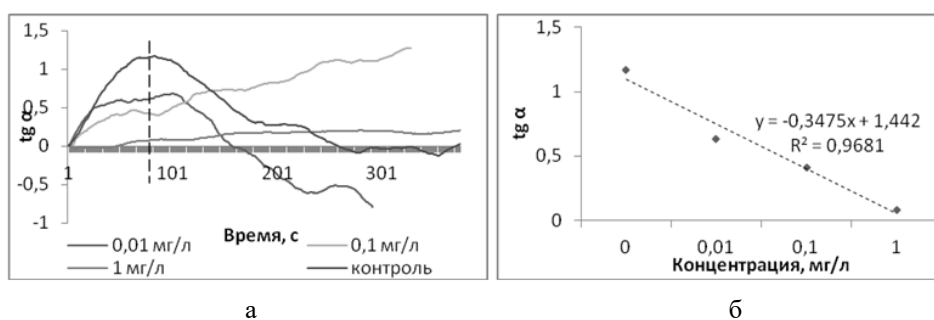 1,5
1
0,5
0
-0,5
-1
tg α
1
101
201
301
Время, с
0,01 мг/л
0,1 мг/л
1 мг/л
контроль
а
1,5
1
0,5
0
tg α
y = -0,3475x + 1,442
R² = 0,9681
0
0,01
0,1
1
Концентрация, мг/л
б